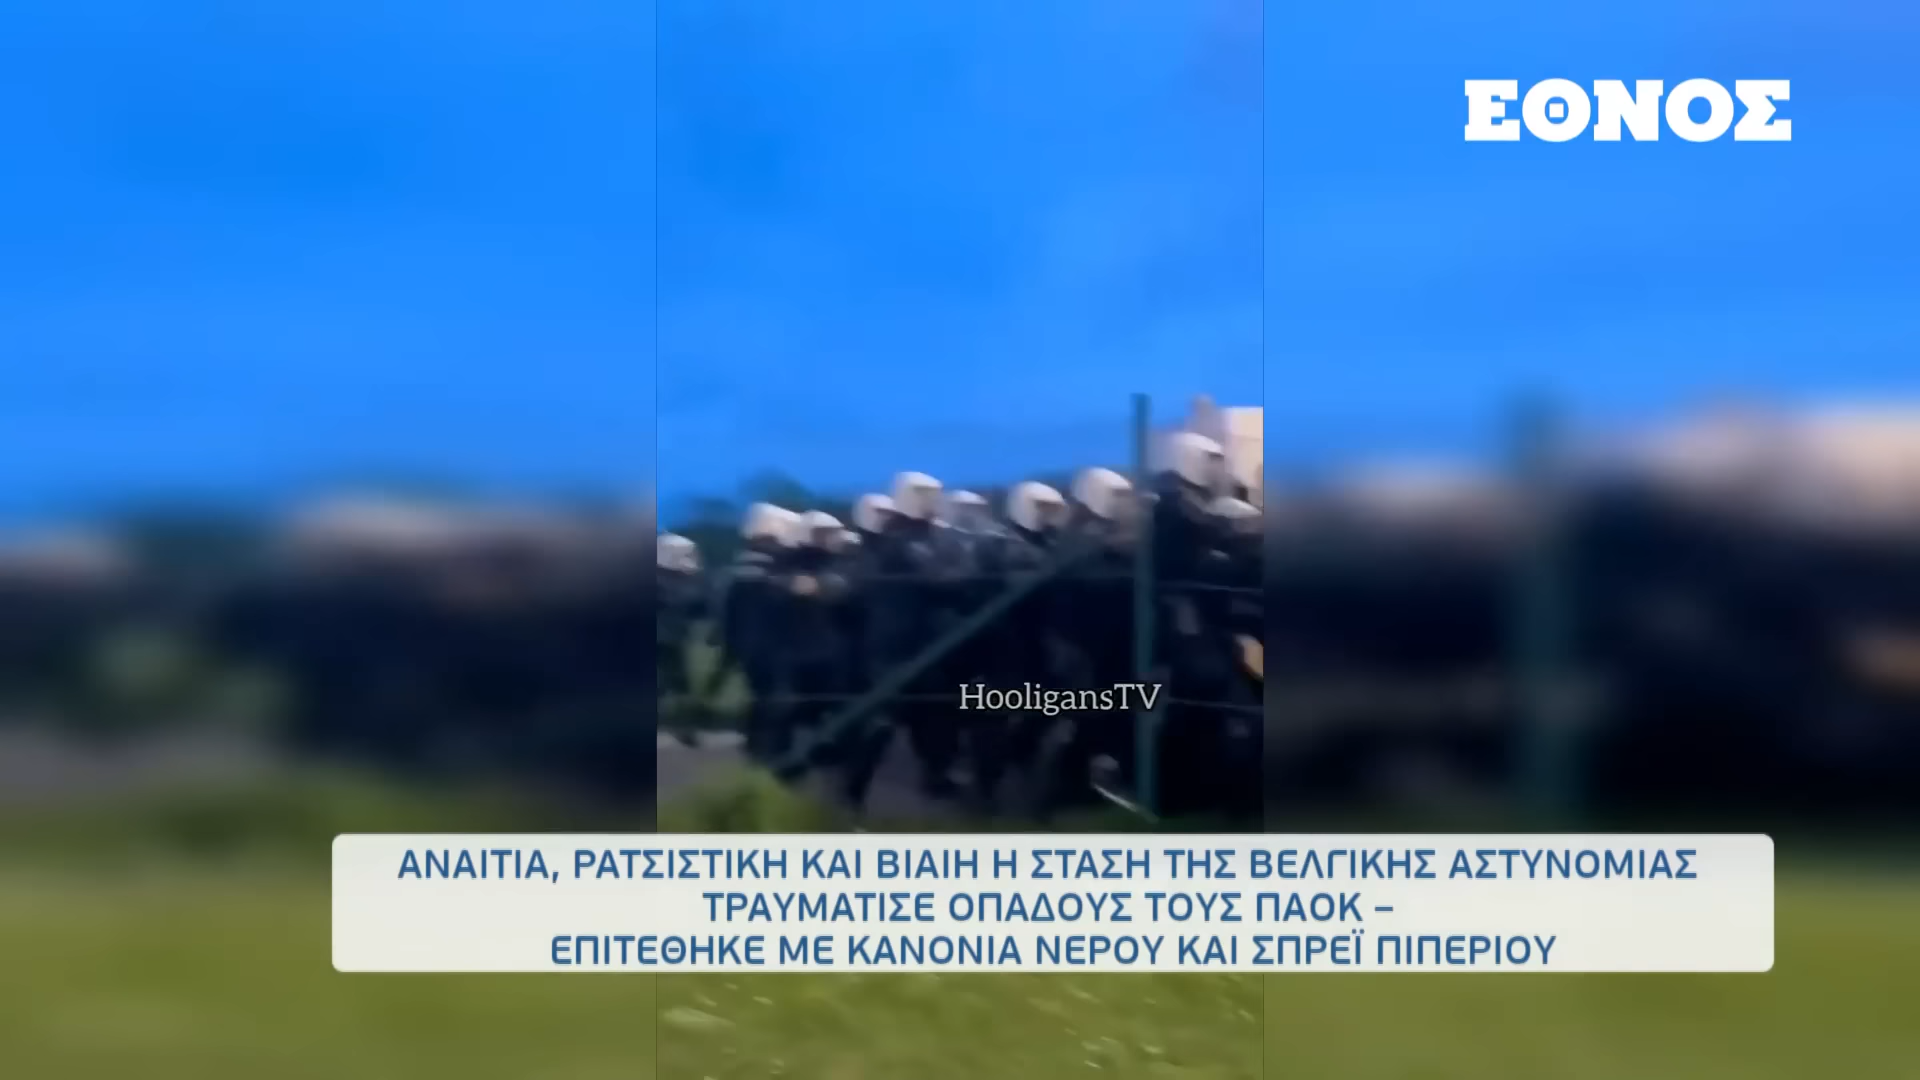 ΕΘΝΟΣ
HooligansTV
ΑΝΑΙΤΙΑ, ΡΑΤΣΙΣΤΙΚΗ ΚΑΙ ΒΙΑΙΗ Η ΣΤΑΣΗ ΤΗΣ ΒΕΛΓΙΚΗΣ ΑΣΤΥΝΟΜΙΑΣ
ΤΡΑΥΜΑΤΙΣΕ ΟΠΑΔΟΥΣ ΤΟΥΣ ΠΑΟΚ –
ΕΠΙΤΕΘΗΚΕ ΜΕ ΚΑΝΟΝΙΑ ΝΕΡΟΥ ΚΑΙ ΣΠΡΕΪ ΠΙΠΕΡΙΟΥ